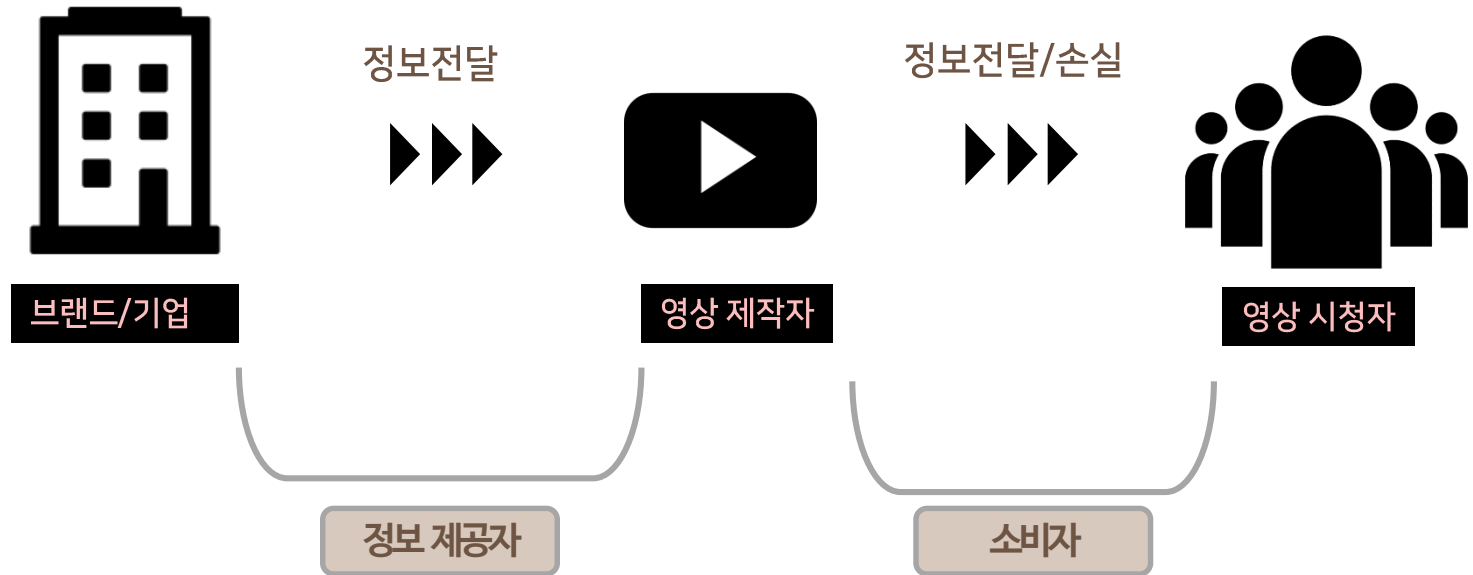 정보전달
정보전달/손실
브랜드/기업
영상 제작자
영상 시청자
정보 제공자
소비자